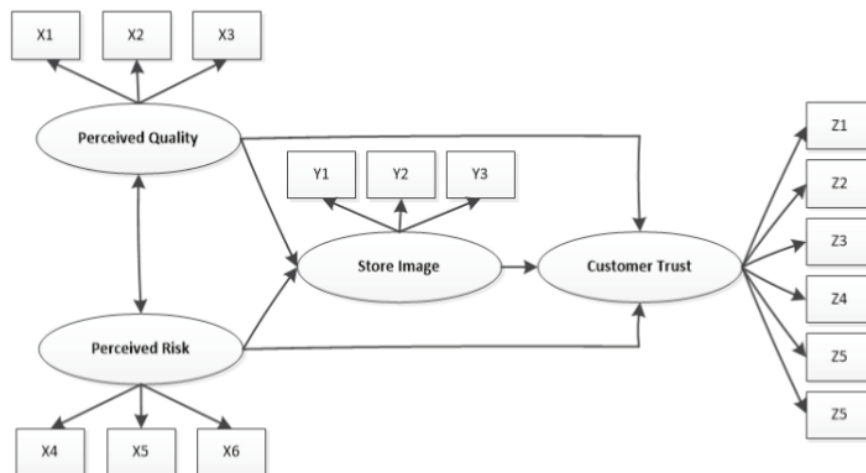 X1 X2 X3
Perceived Quality
Y1 Y2 Y3
Store Image
Customer Trust
Perceived Risk
X4 X5 X6
Z1
Z2
Z3
Z4
Z5
Z5